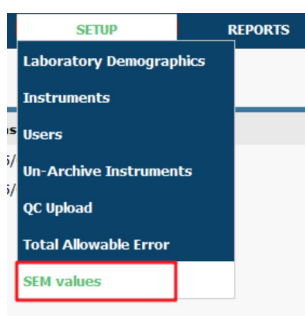 SETUP REPORTS
Laboratory Demographics
Instruments
Users
Un-Archive Instruments
QC Upload
Total Allowable Error
SEM values